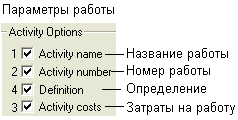 Параметры работы
Activity Options
1 Activity name Название работы
2 Activity number Номер работы
4 Definition Определение
3 Activity costs Затраты на работу